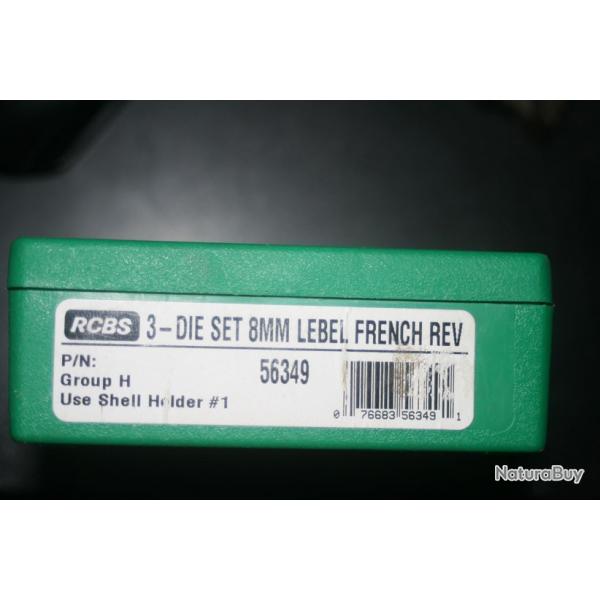 RCBS 3-DIE SET 8MM LEBEL FRENCH REV
P/N: 56349
Group H
Use Shell Holder #1
0 76683 56349 1
NaturaBuy